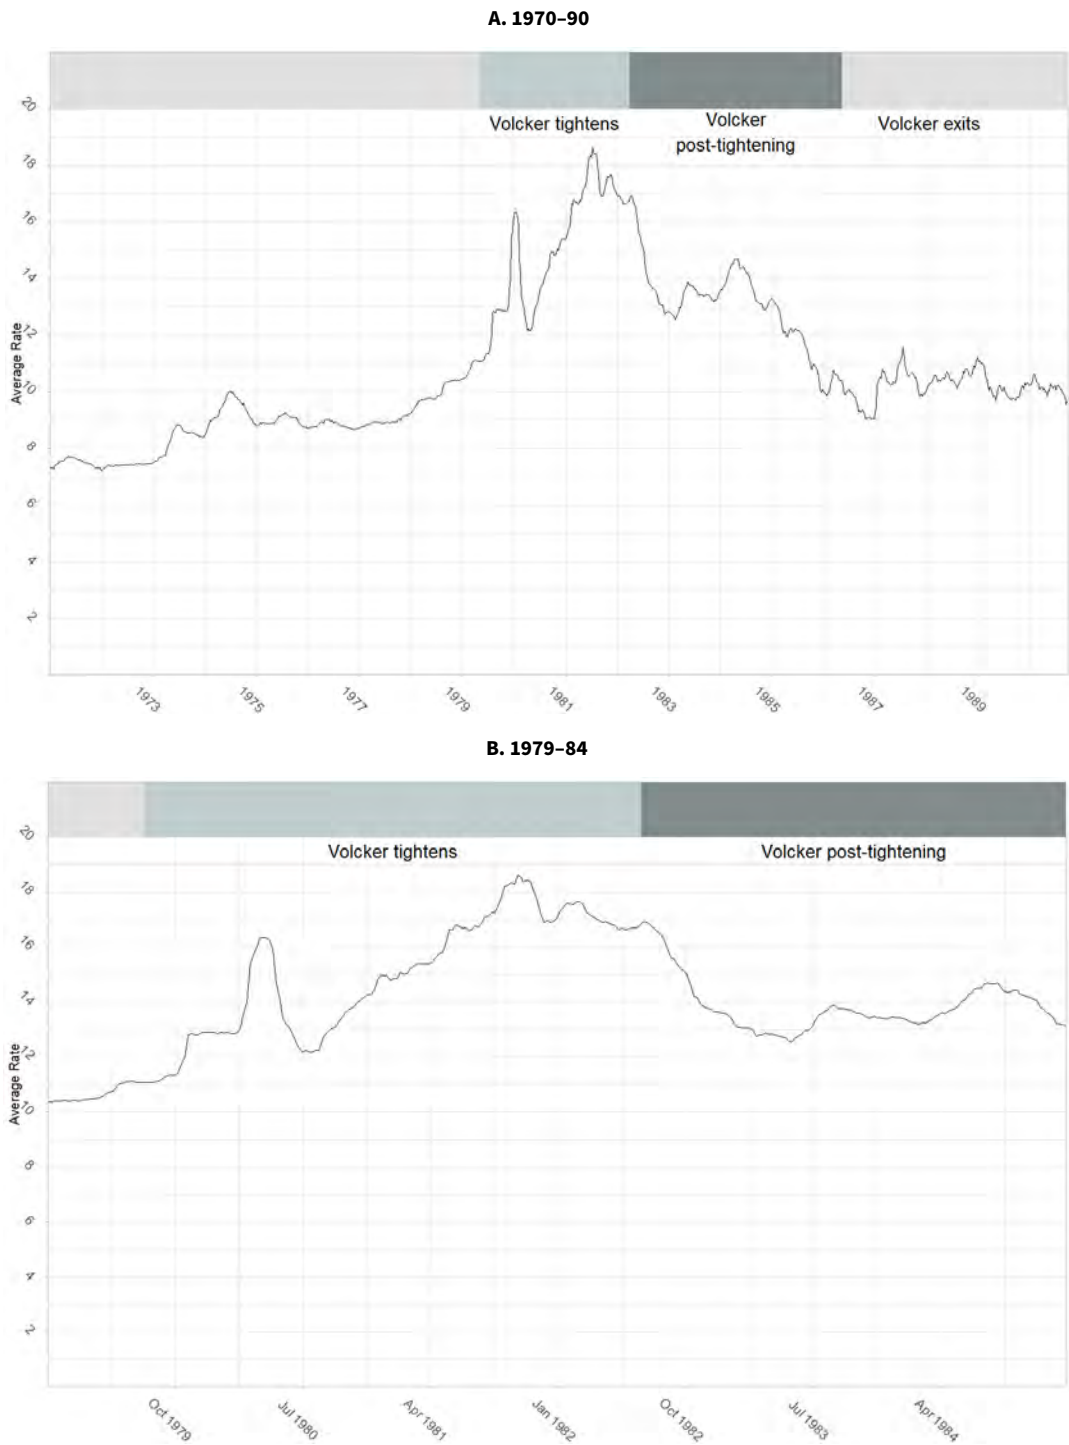 A. 1970–90
20
Volcker tightens
Volcker
post-tightening
Volcker exits
18
16
14
12
Average Rate
10
8
6
4
2
1973
1975
1977
1979
1981
1983
1985
1987
1989
B. 1979–84
20
Volcker tightens
Volcker post-tightening
18
16
14
12
Average Rate
10
8
6
4
2
Oct 1979
Jul 1980
Apr 1981
Jan 1982
Oct 1982
Jul 1983
Apr 1984